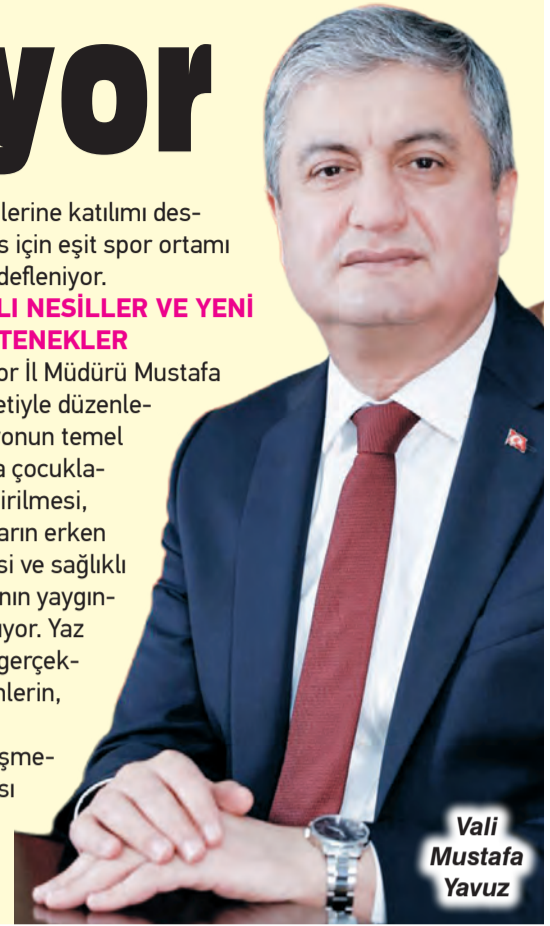 yor
lerine katılımı des-
s için eşit spor ortamı
defleniyor.
LI NESİLLER VE YENİ
TENEKLER
or İl Müdürü Mustafa
etiyle düzenle-
yonun temel
a çocukla-
irilmesi,
arın erken
si ve sağlıklı
nın yaygın-
ıyor. Yaz
gerçek-
nlerin,
şme-
sı
Vali
Mustafa
Yavuz